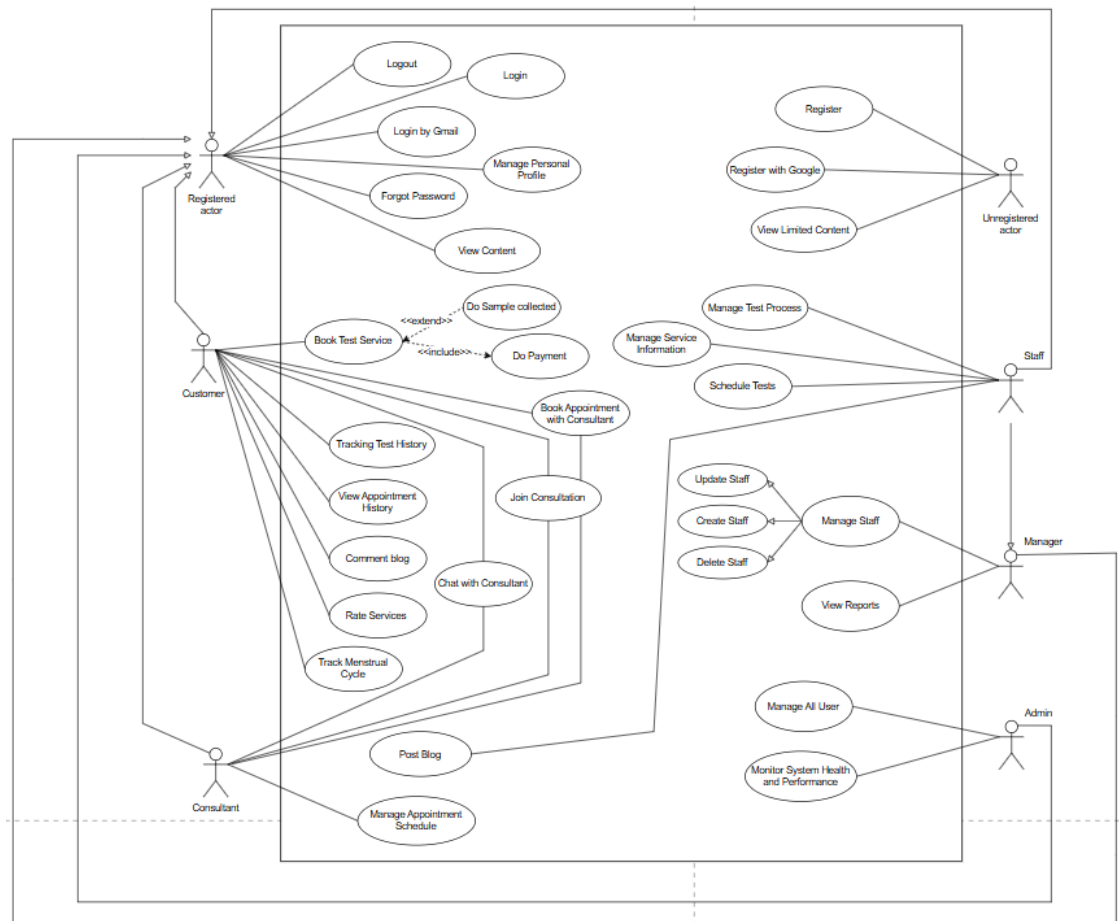 Logout
Login
Login by Gmail
Manage Personal
Profile
Forgot Password
View Content
Registered
actor
Register
Register with Google
View Limited Content
Unregistered
actor
Do Sample collected
<<extend>>
Book Test Service
<<include>>
Do Payment
Customer
Book Appointment
with Consultant
Tracking Test History
View Appointment
History
Join Consultation
Comment blog
Chat with Consultant
Rate Services
Track Menstrual
Cycle
Manage Test Process
Manage Service
Information
Schedule Tests
Staff
Update Staff
Create Staff
Delete Staff
Manage Staff
View Reports
Manager
Manage All User
Monitor System Health
and Performance
Admin
Post Blog
Manage Appointment
Schedule
Consultant